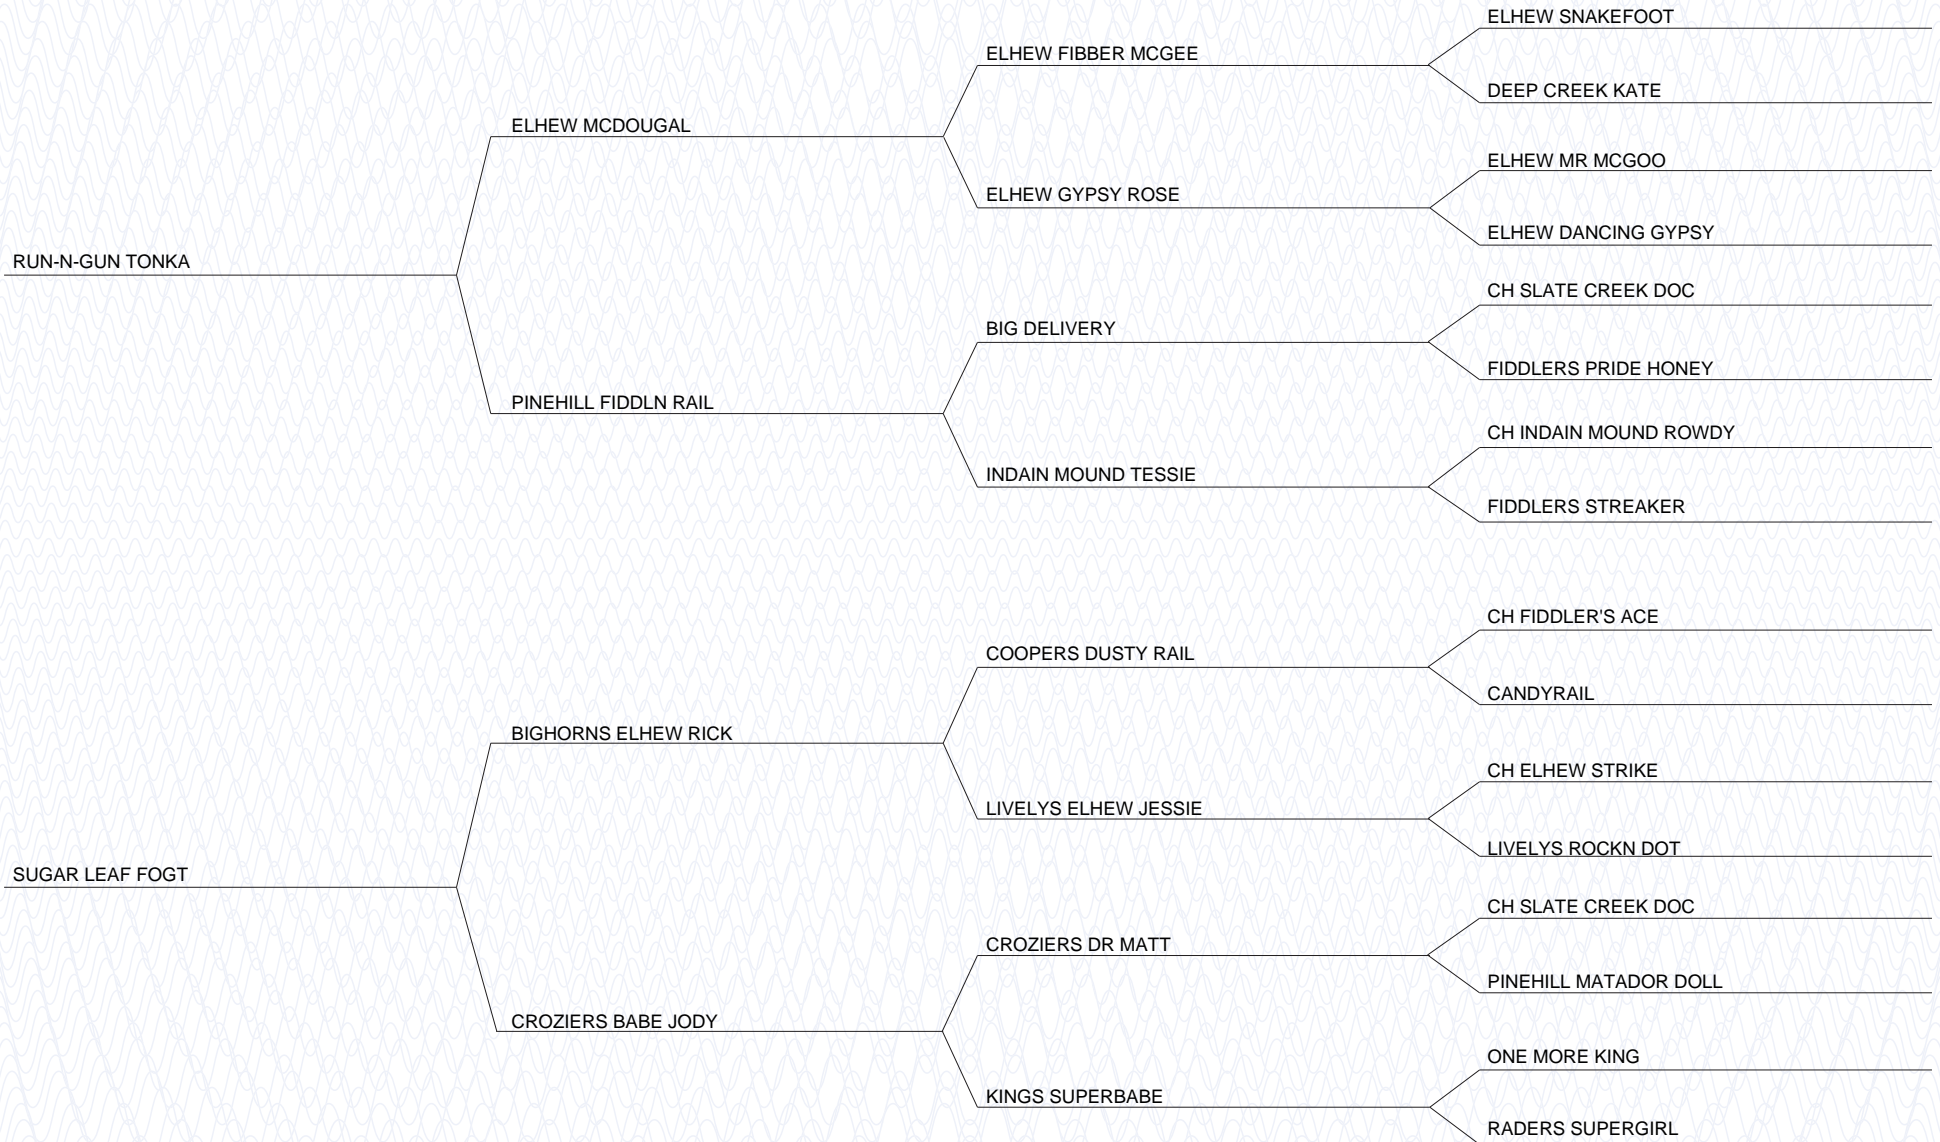 ELHEW SNAKEFOOT
ELHEW FIBBER MCGEE
DEEP CREEK KATE
ELHEW MCDOUGAL
ELHEW MR MCGOO
ELHEW GYPSY ROSE
ELHEW DANCING GYPSY
RUN-N-GUN TONKA
CH SLATE CREEK DOC
BIG DELIVERY
FIDDLERS PRIDE HONEY
PINEHILL FIDDLN RAIL
CH INDAIN MOUND ROWDY
INDAIN MOUND TESSIE
FIDDLERS STREAKER
CH FIDDLER'S ACE
COOPERS DUSTY RAIL
CANDYRAIL
BIGHORNS ELHEW RICK
CH ELHEW STRIKE
LIVELYS ELHEW JESSIE
LIVELYS ROCKN DOT
SUGAR LEAF FOGT
CH SLATE CREEK DOC
CROZIERS DR MATT
PINEHILL MATADOR DOLL
CROZIERS BABE JODY
ONE MORE KING
KINGS SUPERBABE
RADERS SUPERGIRL